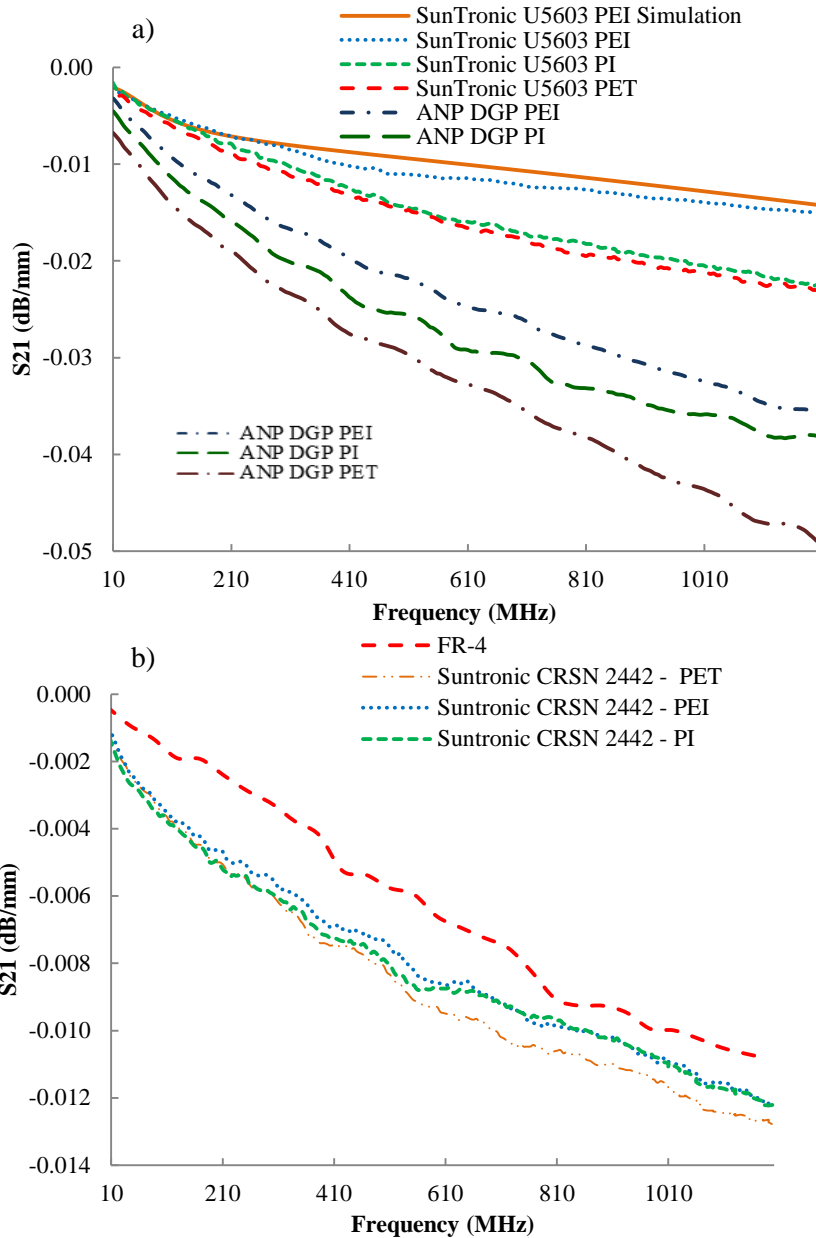 a)
SunTronic U5603 PEI Simulation
SunTronic U5603 PEI
SunTronic U5603 PI
SunTronic U5603 PET
ANP DGP PEI
ANP DGP PI
0.00
-0.01
-0.02
-0.03
-0.04
-0.05
S21 (dB/mm)
ANP DGP PEI
ANP DGP PI
ANP DGP PET
10 210 410 610 810 1010
Frequency (MHz)
b)
FR-4
Suntronic CRSN 2442 - PET
Suntronic CRSN 2442 - PEI
Suntronic CRSN 2442 - PI
0.000
-0.002
-0.004
-0.006
-0.008
-0.010
-0.012
-0.014
S21 (dB/mm)
10 210 410 610 810 1010
Frequency (MHz)